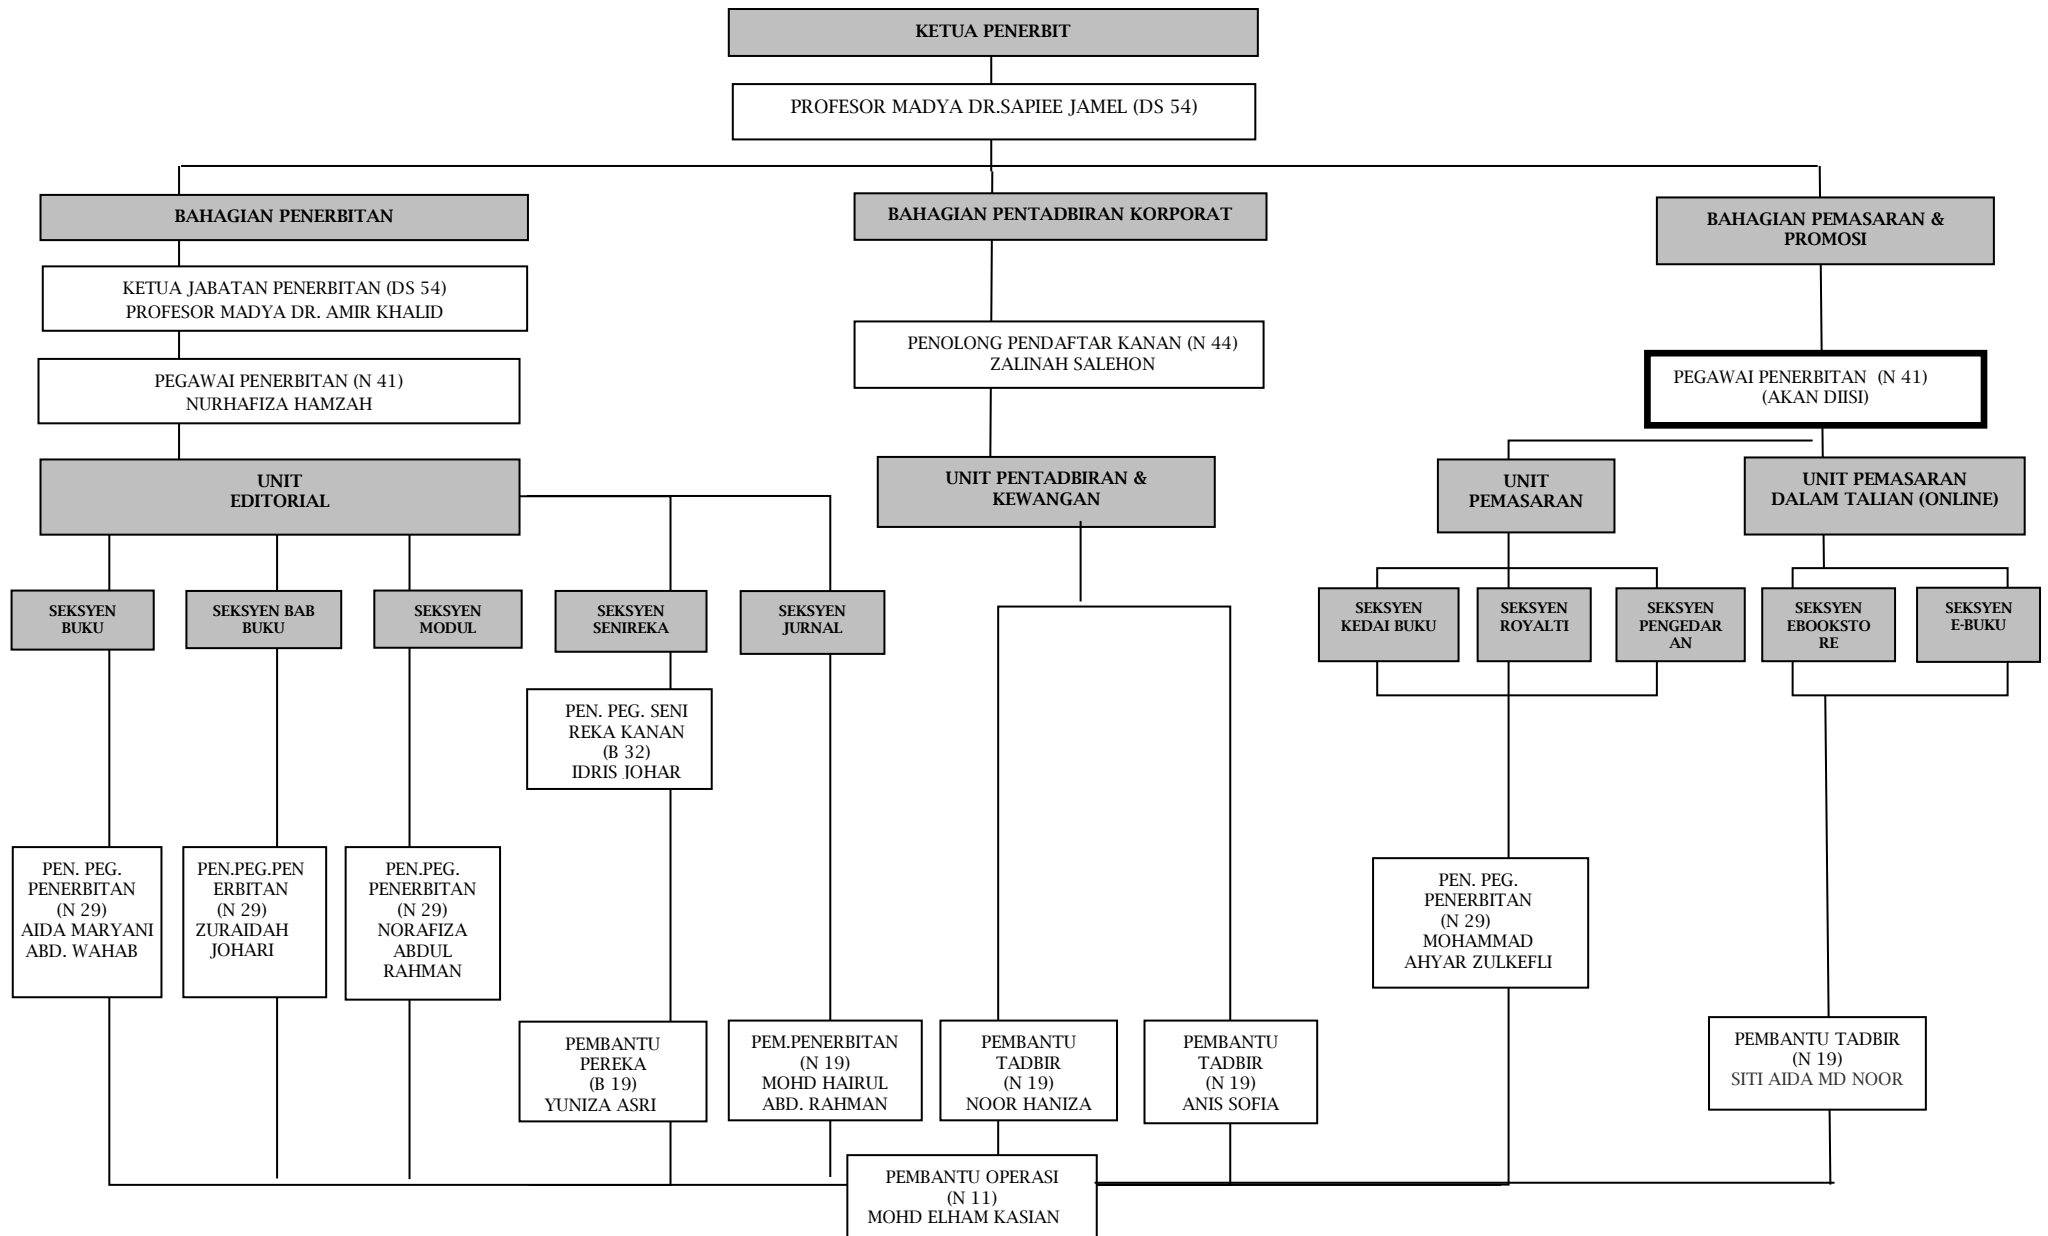 KETUA PENERBIT
PROFESOR MADYA DR.SAPIEE JAMEL (DS 54)
BAHAGIAN PENERBITAN
KETUA JABATAN PENERBITAN (DS 54)
PROFESOR MADYA DR. AMIR KHALID
PEGAWAI PENERBITAN (N 41)
NURHAFIZA HAMZAH
UNIT
EDITORIAL
SEKSYEN
BUKU
SEKSYEN BAB
BUKU
SEKSYEN
MODUL
SEKSYEN
SENIREKA
SEKSYEN
JURNAL
PEN. PEG. SENI
REKA KANAN
(B 32)
IDRIS JOHAR
PEN. PEG.
PENERBITAN
(N 29)
AIDA MARYANI
ABD. WAHAB
PEN.PEG.PEN
ERBITAN
(N 29)
ZURAIDAH
JOHARI
PEN.PEG.
PENERBITAN
(N 29)
NORAFIZA
ABDUL
RAHMAN
PEMBANTU
PEREKA
(B 19)
YUNIZA ASRI
PEM.PENERBITAN
(N 19)
MOHD HAIRUL
ABD. RAHMAN
BAHAGIAN PENTADBIRAN KORPORAT
PENOLONG PENDAFTAR KANAN (N 44)
ZALINAH SALEHON
UNIT PENTADBIRAN &
KEWANGAN
PEMBANTU
TADBIR
(N 19)
NOOR HANIZA
PEMBANTU
TADBIR
(N 19)
ANIS SOFIA
BAHAGIAN PEMASARAN &
PROMOSI
PEGAWAI PENERBITAN  (N 41)
(AKAN DIISI)
UNIT
PEMASARAN
UNIT PEMASARAN
DALAM TALIAN (ONLINE)
SEKSYEN
KEDAI BUKU
SEKSYEN
ROYALTI
SEKSYEN
PENGEDAR
AN
SEKSYEN
EBOOKSTO
RE
SEKSYEN
E-BUKU
PEN. PEG.
PENERBITAN
(N 29)
MOHAMMAD
AHYAR ZULKEFLI
PEMBANTU TADBIR
(N 19)
SITI AIDA MD NOOR
PEMBANTU OPERASI
(N 11)
MOHD ELHAM KASIAN